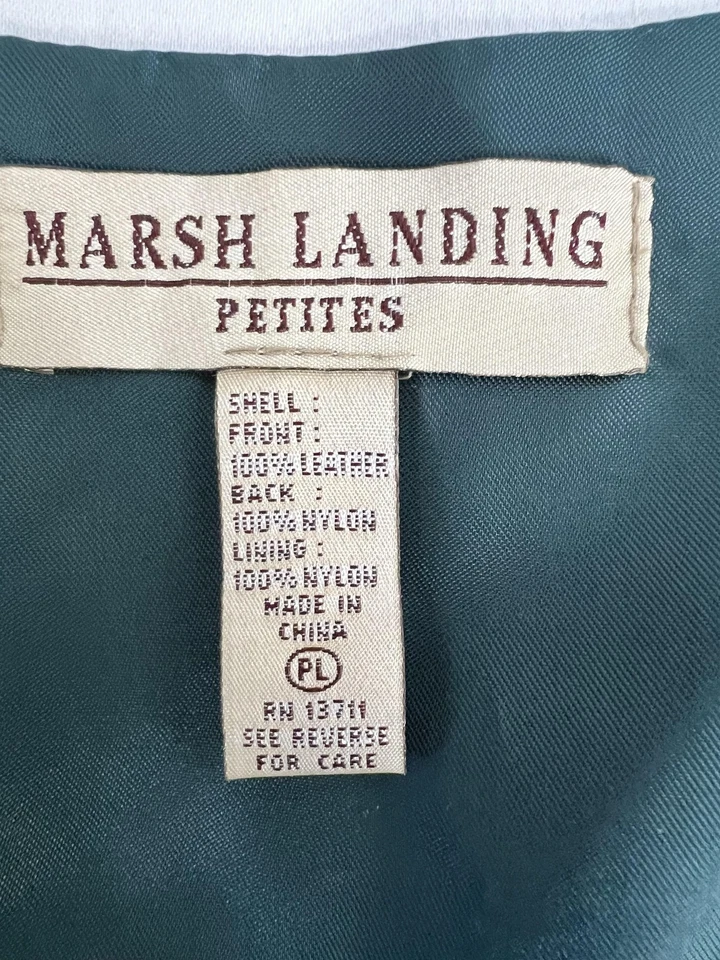 MARSH LANDING
PETITES
SHELL :
FRONT :
100% LEATHER
BACK :
100% NYLON
LINING :
100% NYLON
MADE IN
CHINA
PL
RN 13711
SEE REVERSE
FOR CARE